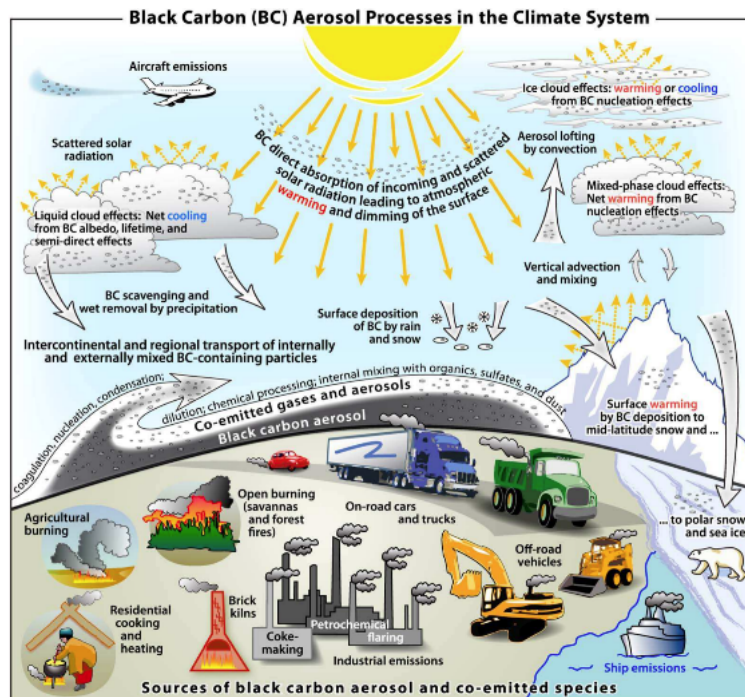 Black Carbon (BC) Aerosol Processes in the Climate System
Aircraft emissions
Ice cloud effects: warming or cooling
from BC nucleation effects
Scattered solar
radiation
BC direct absorption of incoming and scattered
solar radiation leading to atmospheric
warming and dimming of the surface
Aerosol lofting
by convection
Mixed-phase cloud effects:
Net warming from BC
nucleation effects
Liquid cloud effects: Net cooling
from BC albedo, lifetime, and
semi-direct effects
Vertical advection
and mixing
BC scavenging and
wet removal by precipitation
Surface deposition
of BC by rain
and snow
Intercontinental and regional transport of internally
and externally mixed BC-containing particles
coagulation, nucleation, condensation;
dilution; chemical processing; internal mixing with organics, sulfates, and dust
Co-emitted gases and aerosols
Black carbon aerosol
Surface warming
by BC deposition to
mid-latitude snow and ...
... to polar snow
and sea ice
Agricultural
burning
Open burning
(savannas
and forest
fires)
On-road cars
and trucks
Off-road
vehicles
Residential
cooking and
heating
Brick
kilns
Coke-
making
Petrochemical
flaring
Industrial emissions
Ship emissions
Sources of black carbon aerosol and co-emitted species